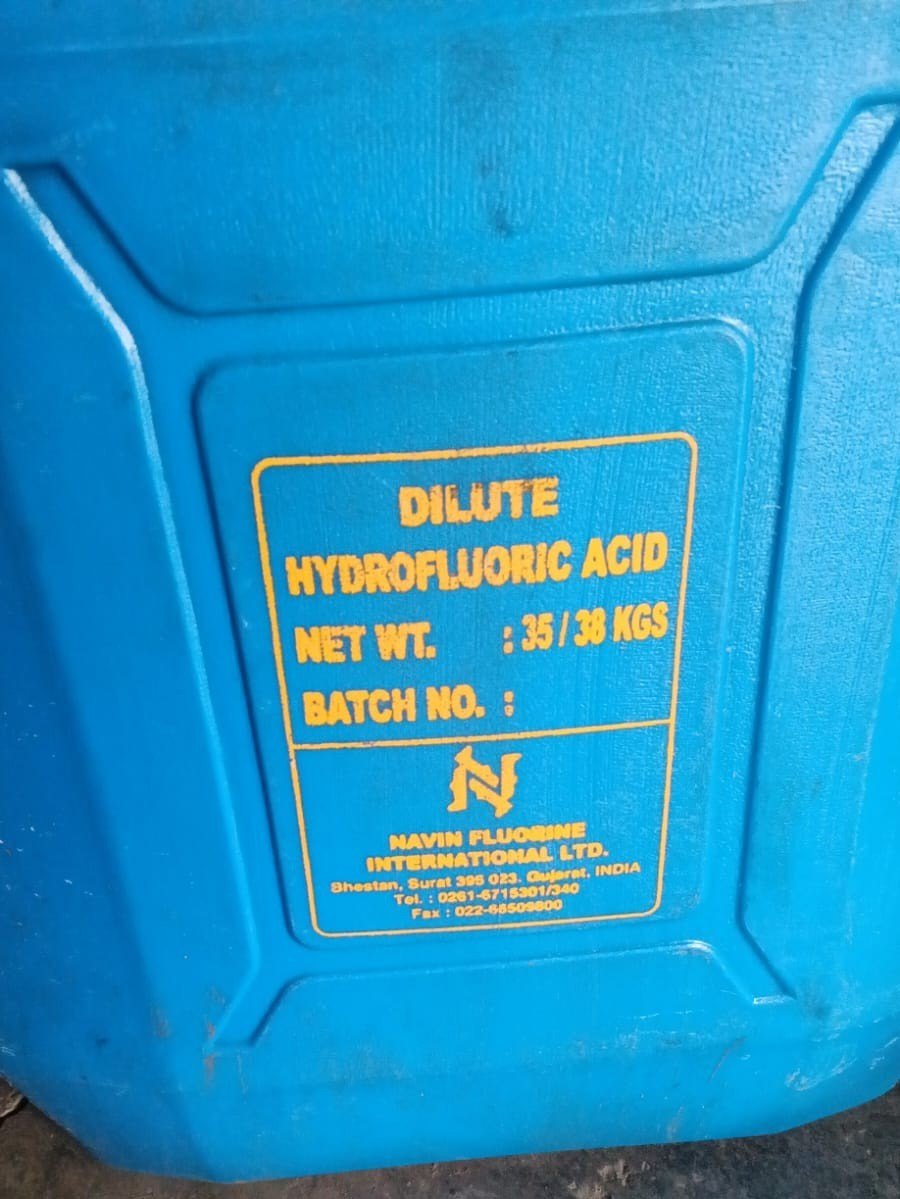 DILUTE
HYDROFLUORIC ACID
NET WT. : 35 / 38 KGS
BATCH NO. :
N
NAVIN FLUORINE
INTERNATIONAL LTD.
Bhestan, Surat 395 023. Gujarat, INDIA
Tel. : 0261-6715301/340
Fax : 022-66509800